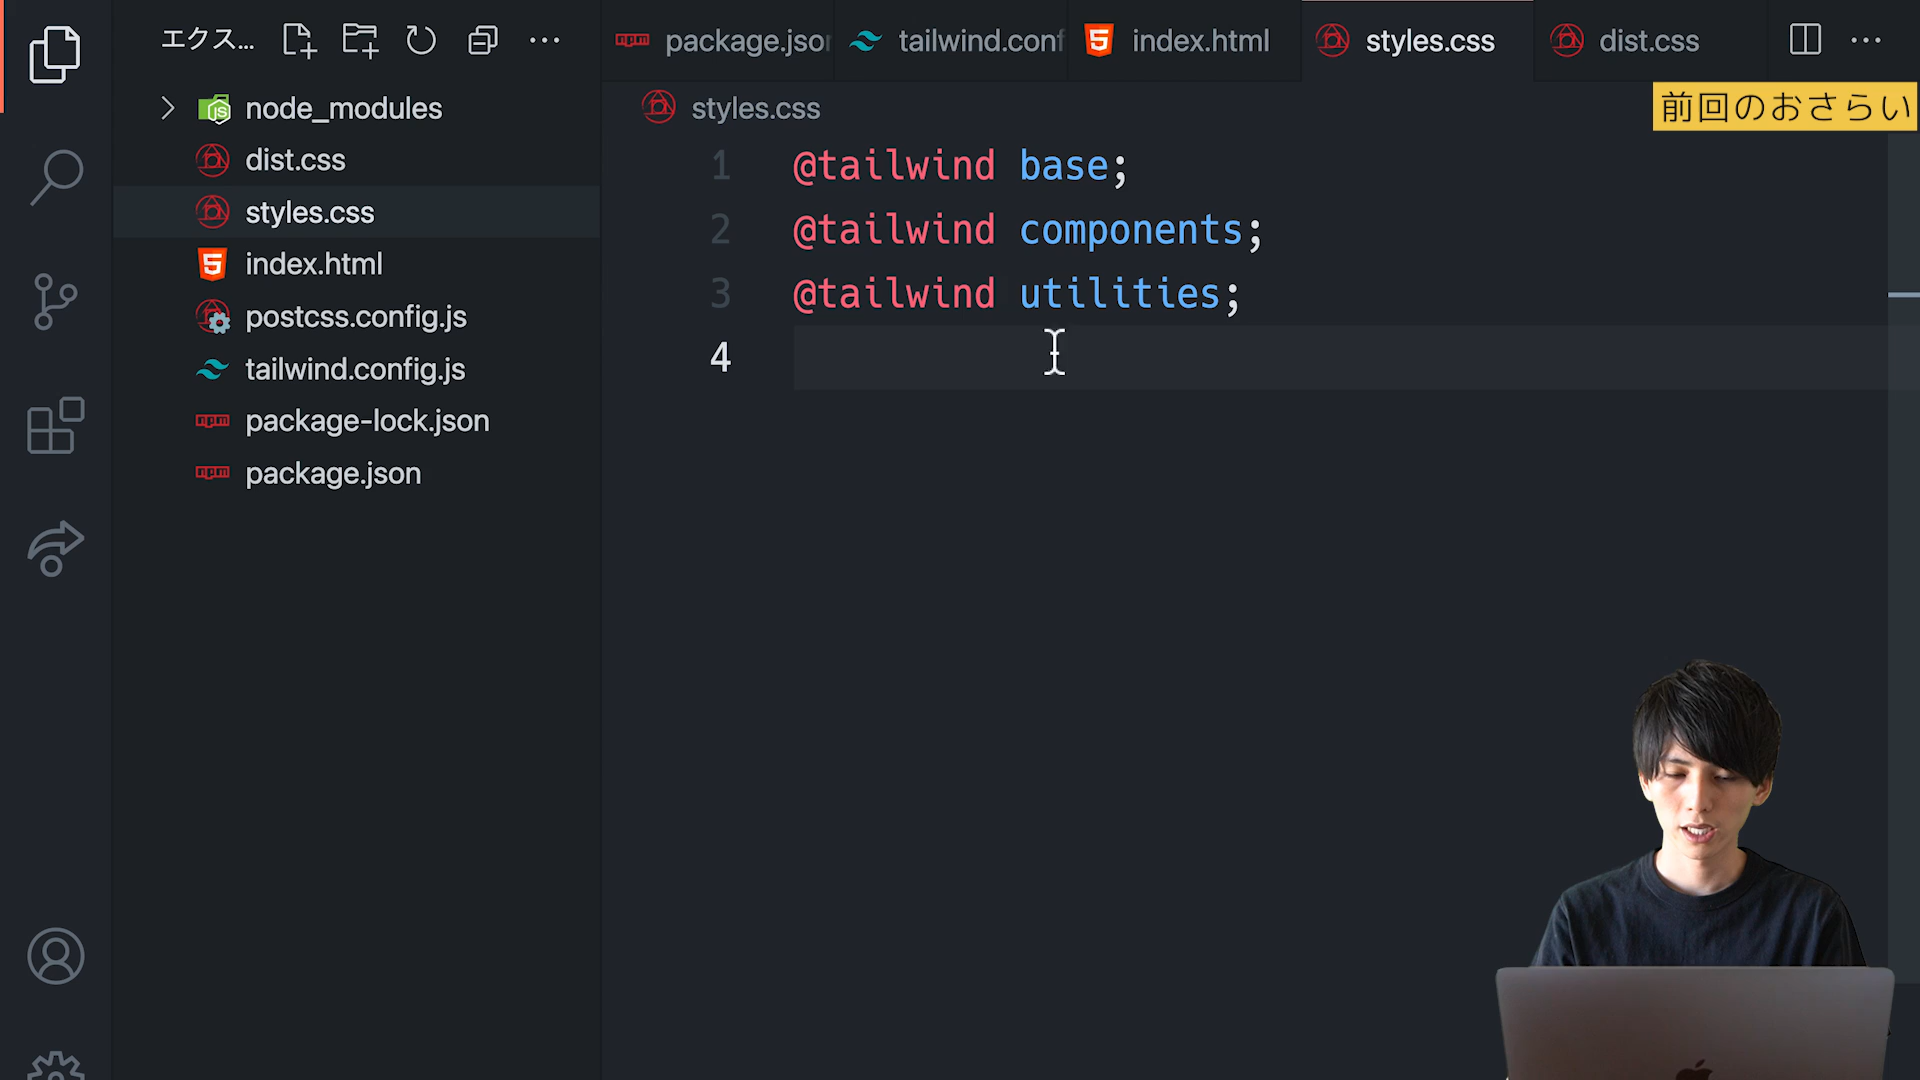 エクス...
package.jsor
tailwind.conf
index.html
styles.css
dist.css
node_modules
dist.css
styles.css
index.html
postcss.config.js
tailwind.config.js
package-lock.json
package.json
styles.css
前回のおさらい
1 @tailwind base;
2 @tailwind components;
3 @tailwind utilities;
4